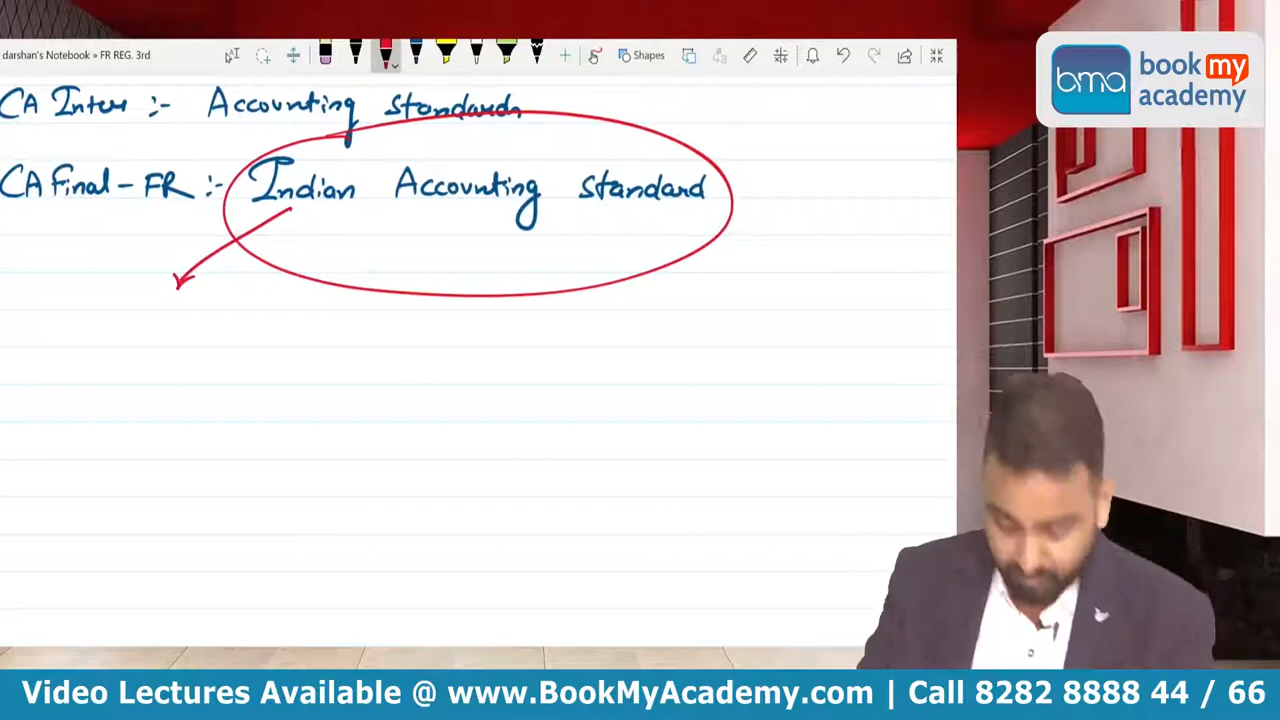 darshan's Notebook » FR REG. 3rd
Shapes
book my
academy
bma
CA Inter :- Accounting Standards
CA Final - FR :- Indian Accounting Standard
Video Lectures Available @ www.BookMyAcademy.com | Call 8282 8888 44 / 66